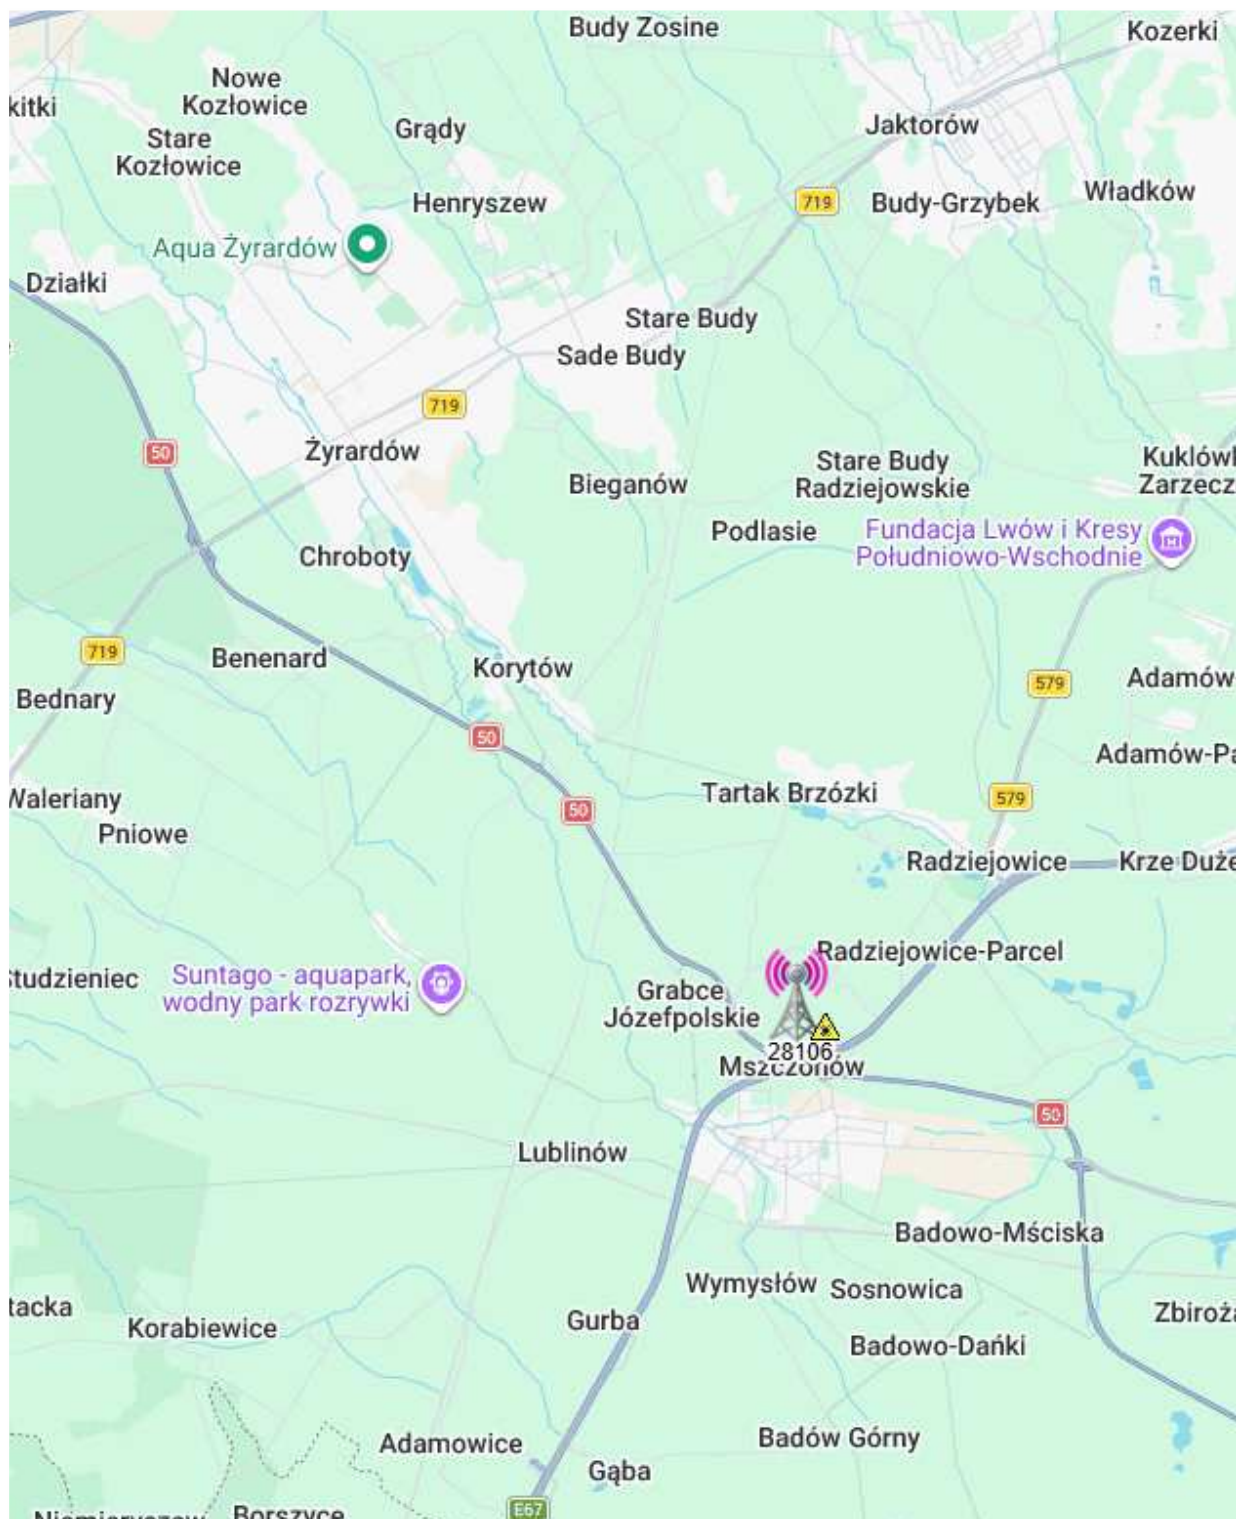 Budy Zosine
Kozerki
Nowe
Kozłowice
kitki
Grądy
Jaktorów
Stare
Kozłowice
Henryszew
719
Budy-Grzybek
Władków
Aqua Żyrardów
Działki
Stare Budy
Sade Budy
719
Żyrardów
50
Bieganów
Stare Budy
Radziejowskie
Kuklówk
Zarzecz
Podlasie
Fundacja Lwów i Kresy
Południowo-Wschodnie
Chroboty
719
Benenard
Korytów
579
Adamów
Bednary
50
Adamów-Pa
Waleriany
Tartak Brzózki
579
50
Pniowe
Radziejowice
Krze Duże
Radziejowice-Parcel
Studzieniec
Suntago - aquapark,
wodny park rozrywki
Grabce
Józefpolskie
28106
Mszczonów
50
Lublinów
Badowo-Mściska
Wymysłów
Sosnowica
tacka
Korabiewice
Gurba
Zbiroża
Badowo-Dańki
Adamowice
Badów Górny
Gąba
E67
Borszyce